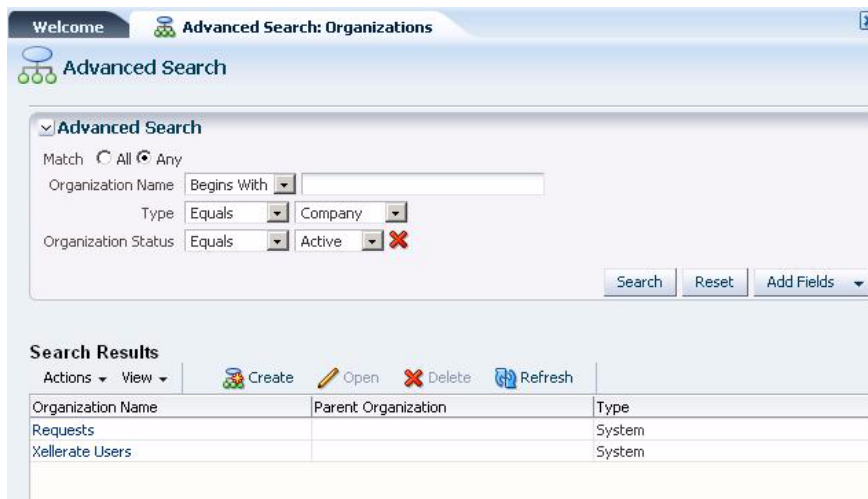 Welcome Advanced Search: Organizations
Advanced Search
Advanced Search
Match All Any
Organization Name Begins With
Type Equals Company
Organization Status Equals Active
Search Reset Add Fields
Search Results
Actions View Create Open Delete Refresh
Organization Name Parent Organization Type
Requests System
Xellerate Users System